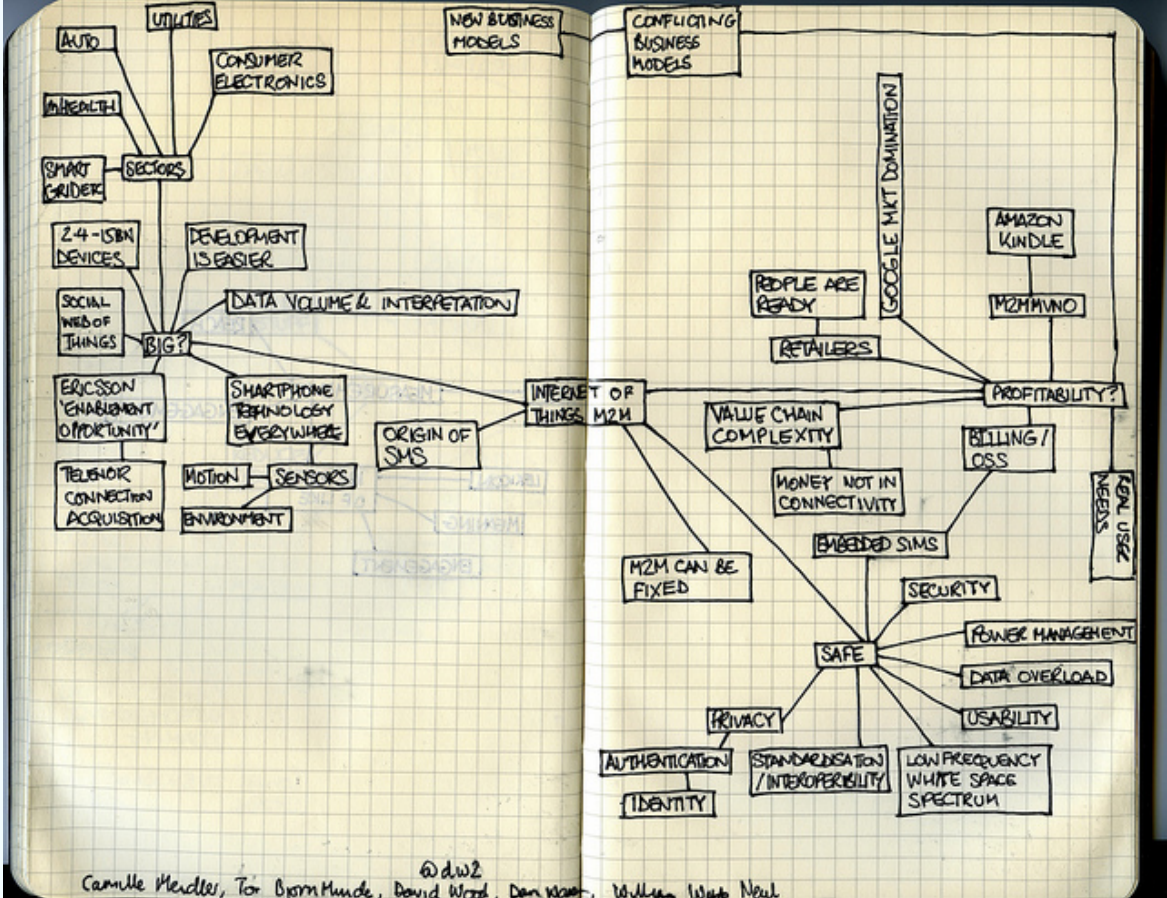 UTILITIES
AUTO
CONSUMER
ELECTRONICS
mHEALTH
SMART
GRIDER
SECTORS
2-4-15BN
DEVICES
DEVELOPMENT
IS EASIER
SOCIAL
WEB OF
THINGS
DATA VOLUME & INTERPETATION
BIG?
ERICSSON
'ENABLEMENT
OPPORTUNITY'
SMARTPHONE
TECHNOLOGY
EVERYWHERE
TELENOR
CONNECTION
ACQUISITION
MOTION
SENSORS
ENVIRONMENT
ORIGIN OF
SMS
NEW BUSINESS
MODELS
CONFLICTING
BUSINESS
MODELS
INTERNET OF
THINGS M2M
GOOGLE MKT DOMINATION
AMAZON
KINDLE
M2MMVNO
PEOPLE ARE
READY
RETAILERS
PROFITABILITY?
VALUE CHAIN
COMPLEXITY
MONEY NOT IN
CONNECTIVITY
BILLING/
OSS
REAL USER
NEEDS
EMBEDDED SIMS
M2M CAN BE
FIXED
SECURITY
POWER MANAGEMENT
SAFE
DATA OVERLOAD
USABILITY
PRIVACY
AUTHENTICATION
IDENTITY
STANDARDISATION
/INTEROPERIBILITY
LOW FREQUENCY
WHITE SPACE
SPECTRUM
@dw2
Camille Mendler, Tor Bjorn Minde, David Wood, Dan William Webb